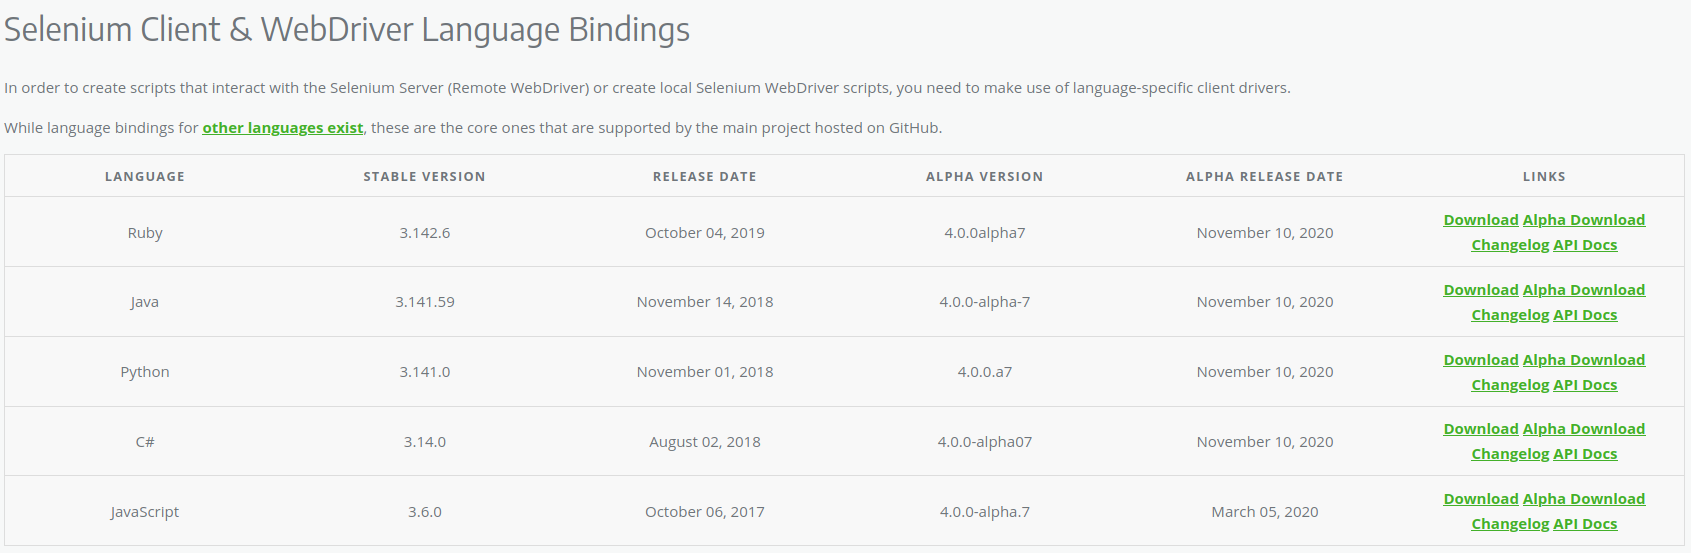 Selenium Client & WebDriver Language Bindings
In order to create scripts that interact with the Selenium Server (Remote WebDriver) or create local Selenium WebDriver scripts, you need to make use of language-specific client drivers.
While language bindings for other languages exist, these are the core ones that are supported by the main project hosted on GitHub.
LANGUAGE STABLE VERSION RELEASE DATE ALPHA VERSION ALPHA RELEASE DATE LINKS
Ruby 3.142.6 October 04, 2019 4.0.0alpha7 November 10, 2020 Download Alpha Download
Changelog API Docs
Java 3.141.59 November 14, 2018 4.0.0-alpha-7 November 10, 2020 Download Alpha Download
Changelog API Docs
Python 3.141.0 November 01, 2018 4.0.0.a7 November 10, 2020 Download Alpha Download
Changelog API Docs
C# 3.14.0 August 02, 2018 4.0.0-alpha07 November 10, 2020 Download Alpha Download
Changelog API Docs
JavaScript 3.6.0 October 06, 2017 4.0.0-alpha.7 March 05, 2020 Download Alpha Download
Changelog API Docs